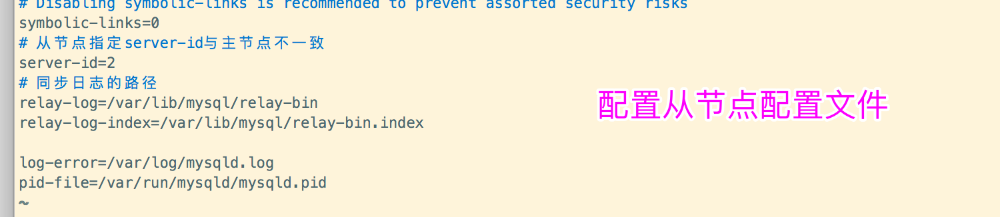 # Disabling symbolic-links is recommended to prevent assorted security risks
symbolic-links=0
# 从节点指定server-id与主节点不一致
server-id=2
# 同步日志的路径
relay-log=/var/lib/mysql/relay-bin
relay-log-index=/var/lib/mysql/relay-bin.index
配置从节点配置文件
log-error=/var/log/mysqld.log
pid-file=/var/run/mysqld/mysqld.pid
~